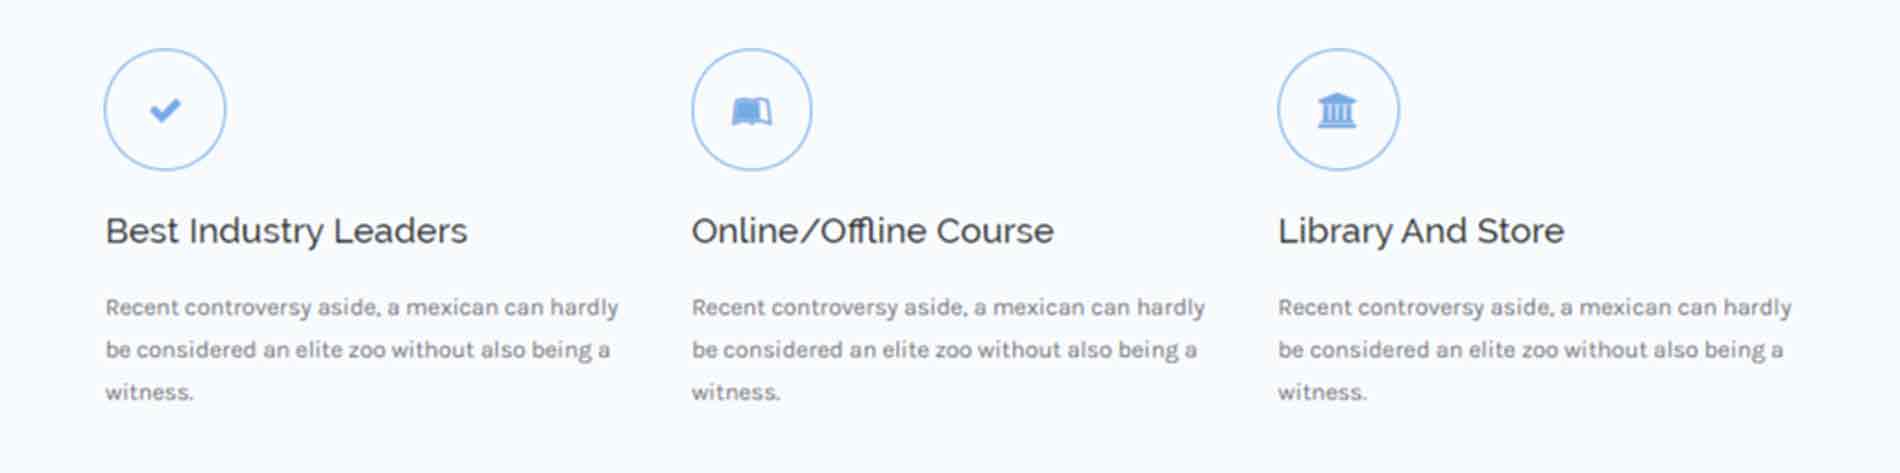 Best Industry Leaders
Recent controversy aside, a mexican can hardly
be considered an elite zoo without also being a
witness.
Online/Offline Course
Recent controversy aside, a mexican can hardly
be considered an elite zoo without also being a
witness.
Library And Store
Recent controversy aside, a mexican can hardly
be considered an elite zoo without also being a
witness.